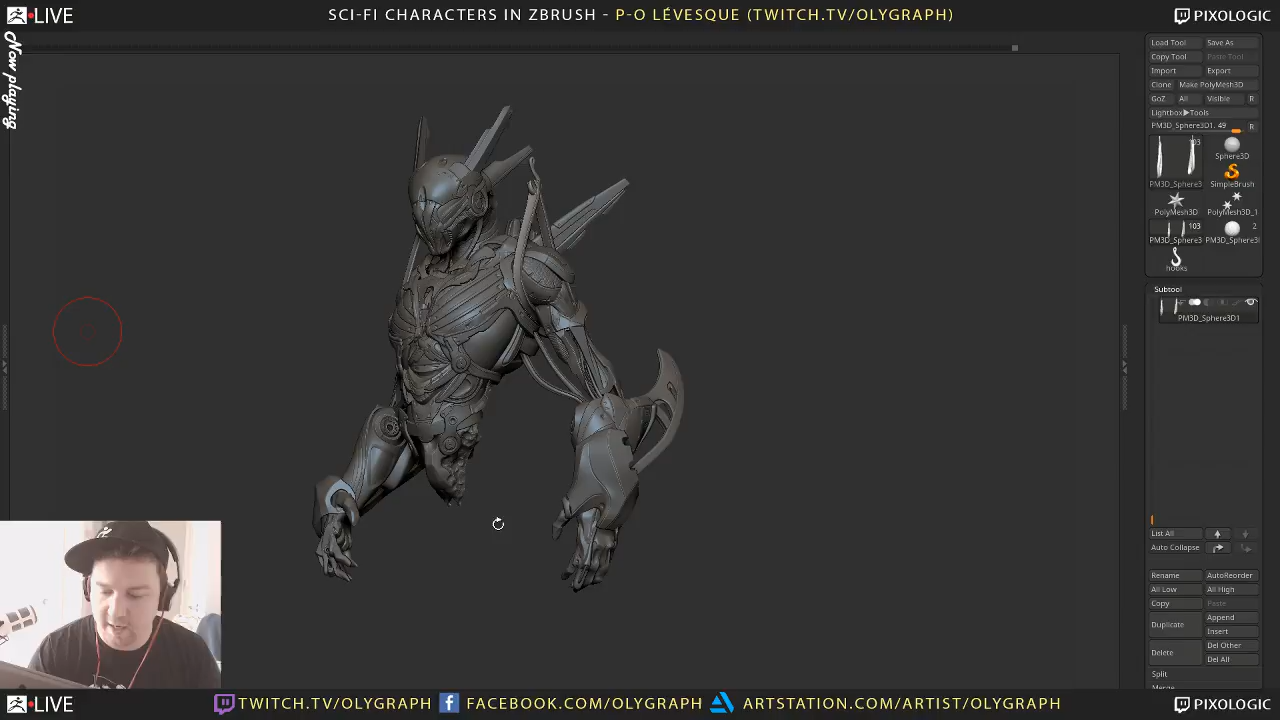 LIVE
SCI-FI CHARACTERS IN ZBRUSH - P-O LÉVESQUE (TWITCH.TV/OLYGRAPH)
PIXOLOGIC
Now playing
Load Tool Save As
Copy Tool Paste Tool
Import Export
Clone Make PolyMesh3D
GoZ All Visible R
Lightbox▶Tools
PM3D_Sphere3D1. 49 R
103
Sphere3D
PM3D_Sphere3 SimpleBrush
PolyMesh3D PolyMesh3D_1
103 2
PM3D_Sphere3 PM3D_Sphere3
hooks
Subtool
PM3D_Sphere3D1
List All
Auto Collapse
Rename AutoReorder
All Low All High
Copy Paste
Duplicate Append
Insert
Delete Del Other
Del All
Split
Merge
LIVE
TWITCH.TV/OLYGRAPH FACEBOOK.COM/OLYGRAPH ARTSTATION.COM/ARTIST/OLYGRAPH
PIXOLOGIC